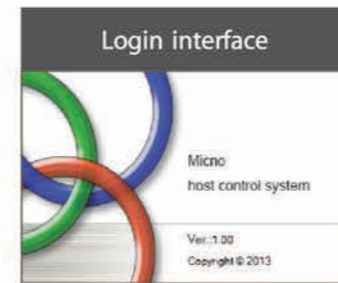 Login interface
Micno
host control system
Ver.:1.00
Copyright © 2013